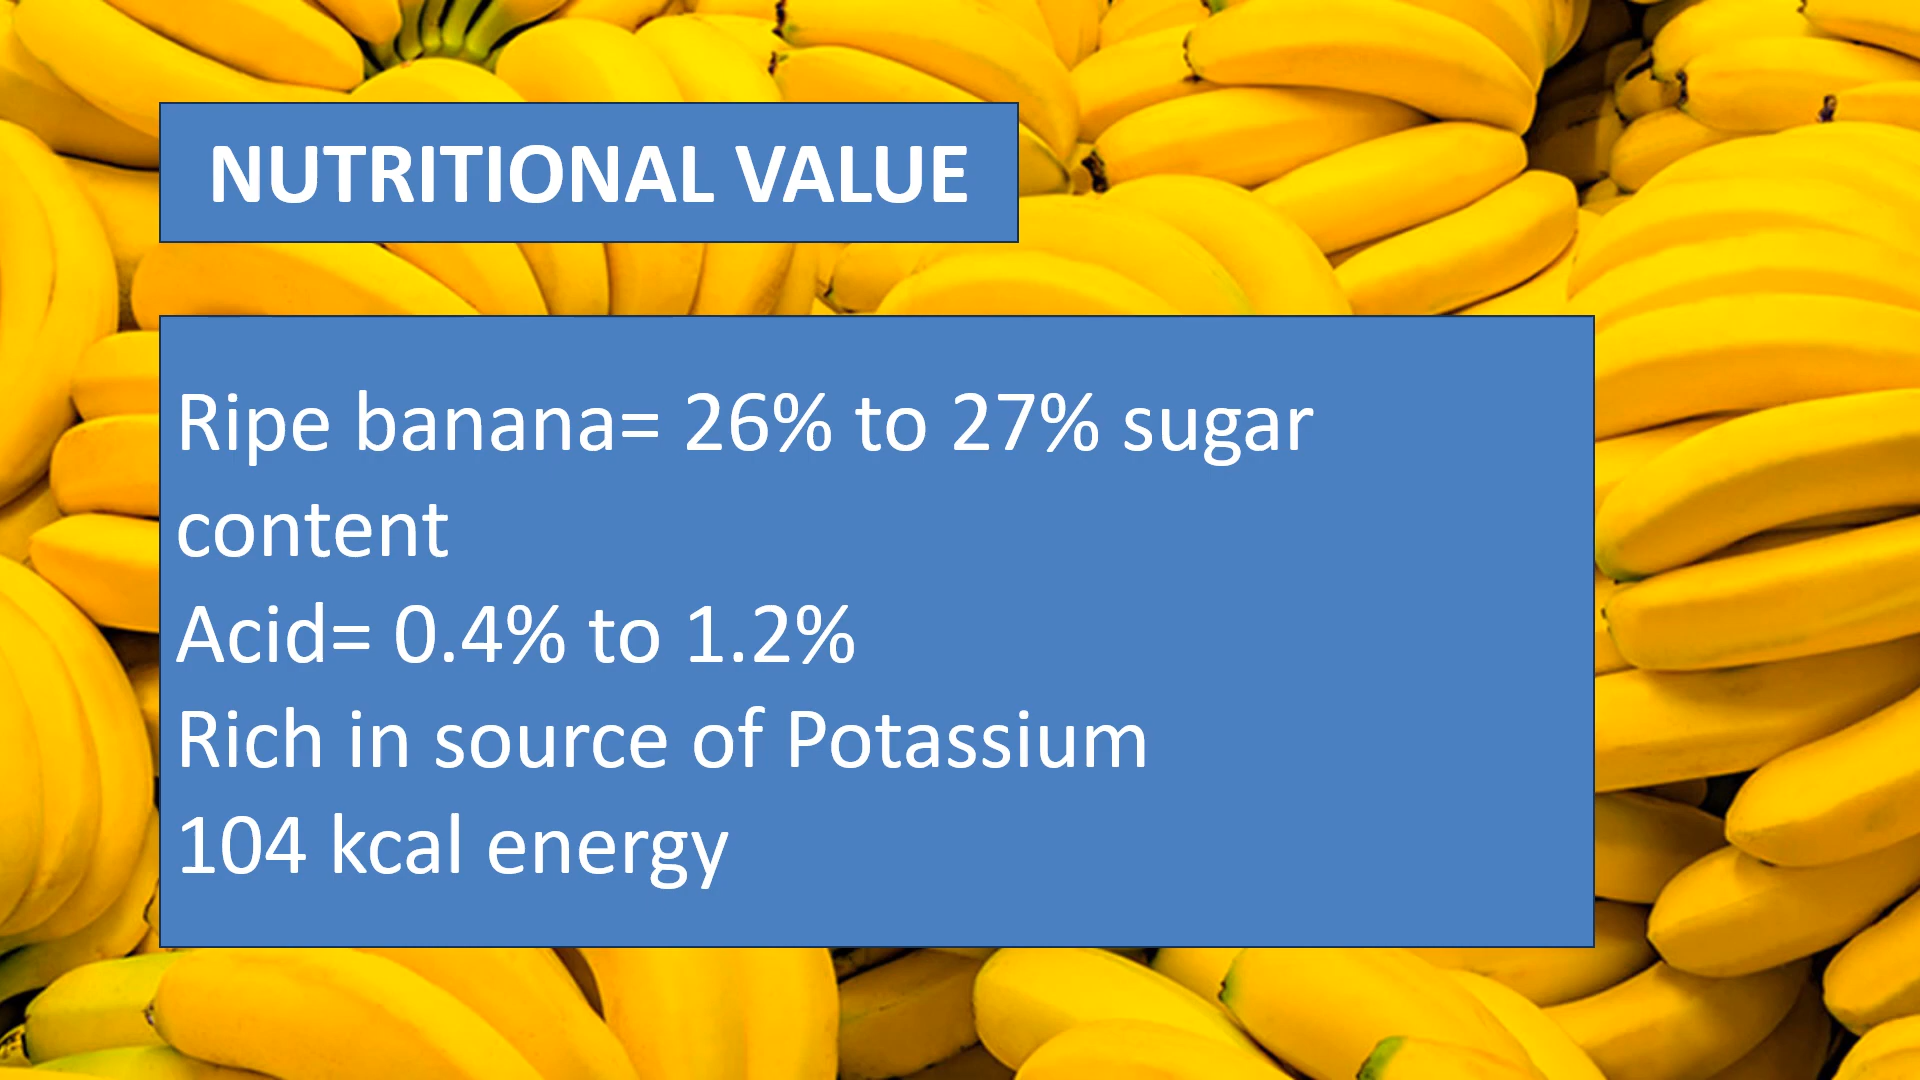 NUTRITIONAL VALUE
Ripe banana= 26% to 27% sugar
content
Acid= 0.4% to 1.2%
Rich in source of Potassium
104 kcal energy